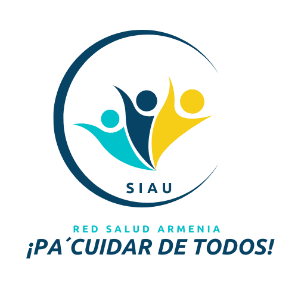 SIAU
RED SALUD ARMENIA
¡PA´CUIDAR DE TODOS!